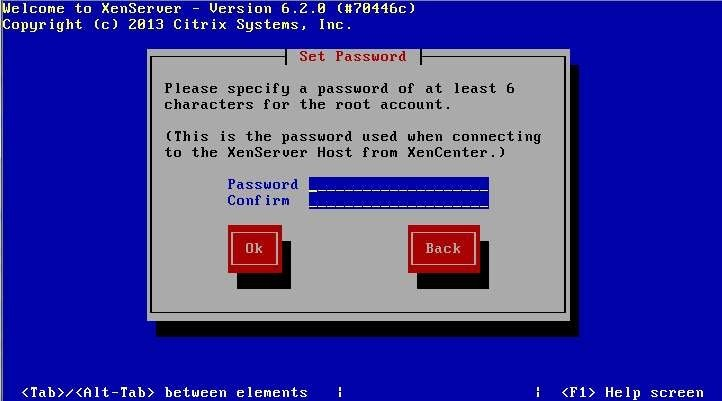 Welcome to XenServer - Version 6.2.0 (#70446c)
Copyright (c) 2013 Citrix Systems, Inc.
Set Password
Please specify a password of at least 6
characters for the root account.
(This is the password used when connecting
to the XenServer Host from XenCenter.)
Password
Confirm
Ok Back
<Tab>/<Alt-Tab> between elements | | <F1> Help screen